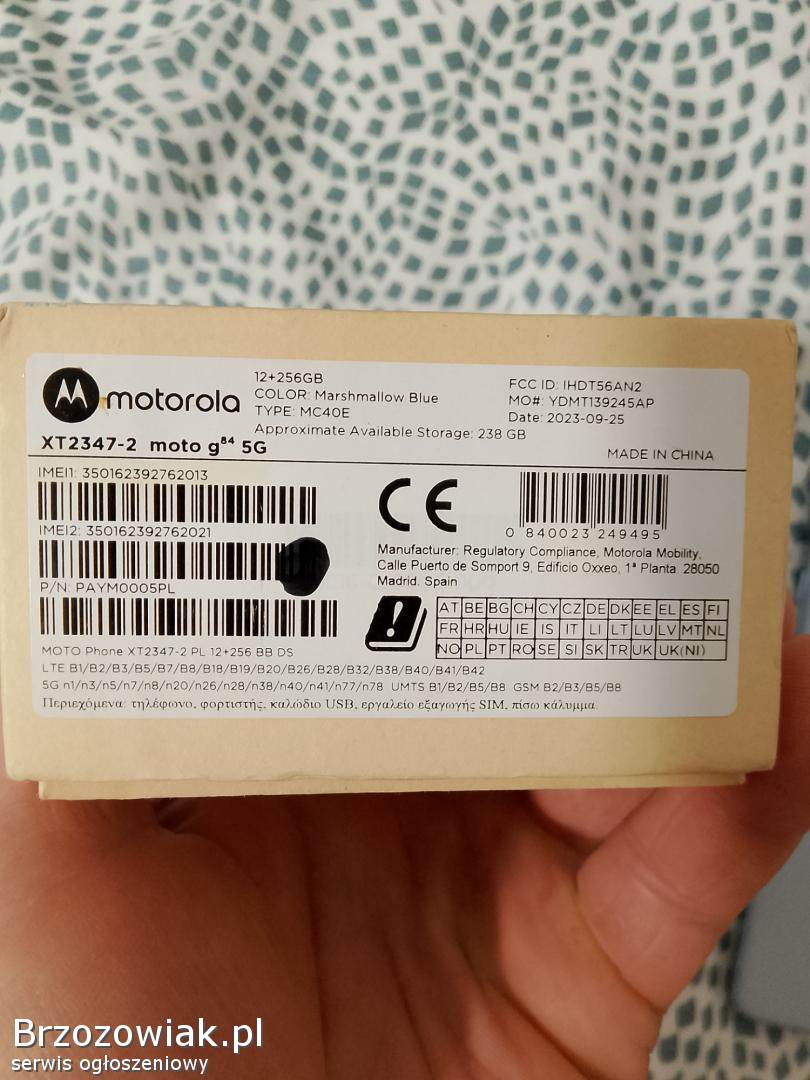 motorola
12+256GB
COLOR: Marshmallow Blue
TYPE: MC40E
Approximate Available Storage: 238 GB
FCC ID: IHDT56AN2
MO#: YDMT139245AP
Date: 2023-09-25
XT2347-2 moto g⁸⁴ 5G
MADE IN CHINA
IMEI1: 350162392762013
IMEI2: 350162392762021
P/N: PAYM0005PL
MOTO Phone XT2347-2 PL 12+256 BB DS
CE
0 840023 249495
Manufacturer: Regulatory Compliance, Motorola Mobility,
Calle Puerto de Somport 9, Edificio Oxxeo, 1ª Planta. 28050
Madrid. Spain
AT BE BG CH CY CZ DE DK EE EL ES FI
FR HR HU IE IS IT LI LT LU LV MT NL
NO PL PT RO SE SI SK TR UK UK(NI)
LTE B1/B2/B3/B5/B7/B8/B18/B19/B20/B26/B28/B32/B38/B40/B41/B42
5G n1/n3/n5/n7/n8/n20/n26/n28/n38/n40/n41/n77/n78 UMTS B1/B2/B5/B8 GSM B2/B3/B5/B8
Περιεχόμενα: τηλέφωνο, φορτιστής, καλώδιο USB, εργαλείο εξαγωγής SIM, πίσω κάλυμμα.
Brzozowiak.pl
serwis ogłoszeniowy